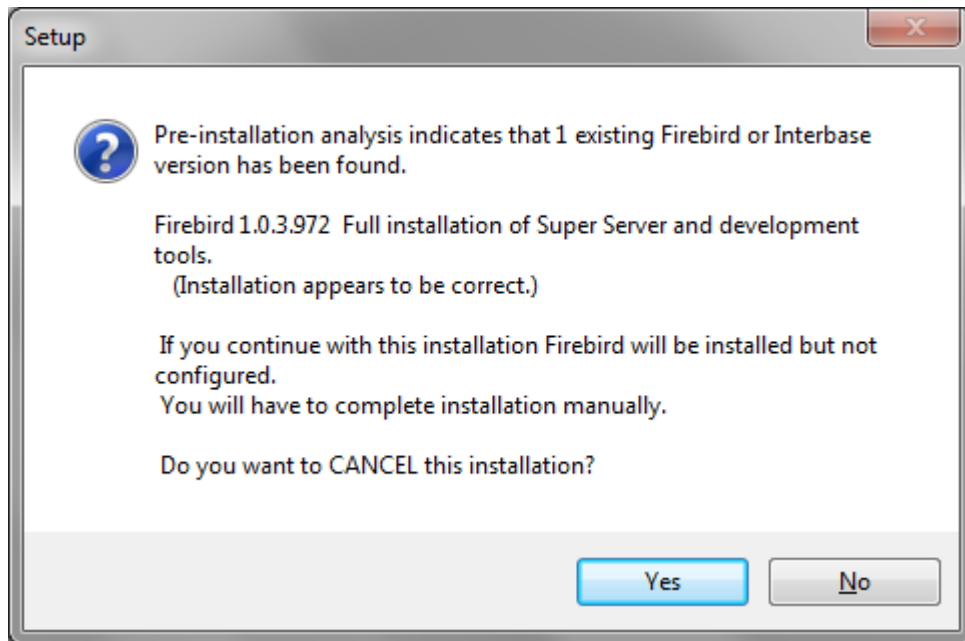 Setup
Pre-installation analysis indicates that 1 existing Firebird or Interbase
version has been found.
Firebird 1.0.3.972  Full installation of Super Server and development
tools.
(Installation appears to be correct.)
If you continue with this installation Firebird will be installed but not
configured.
You will have to complete installation manually.
Do you want to CANCEL this installation?
Yes
No